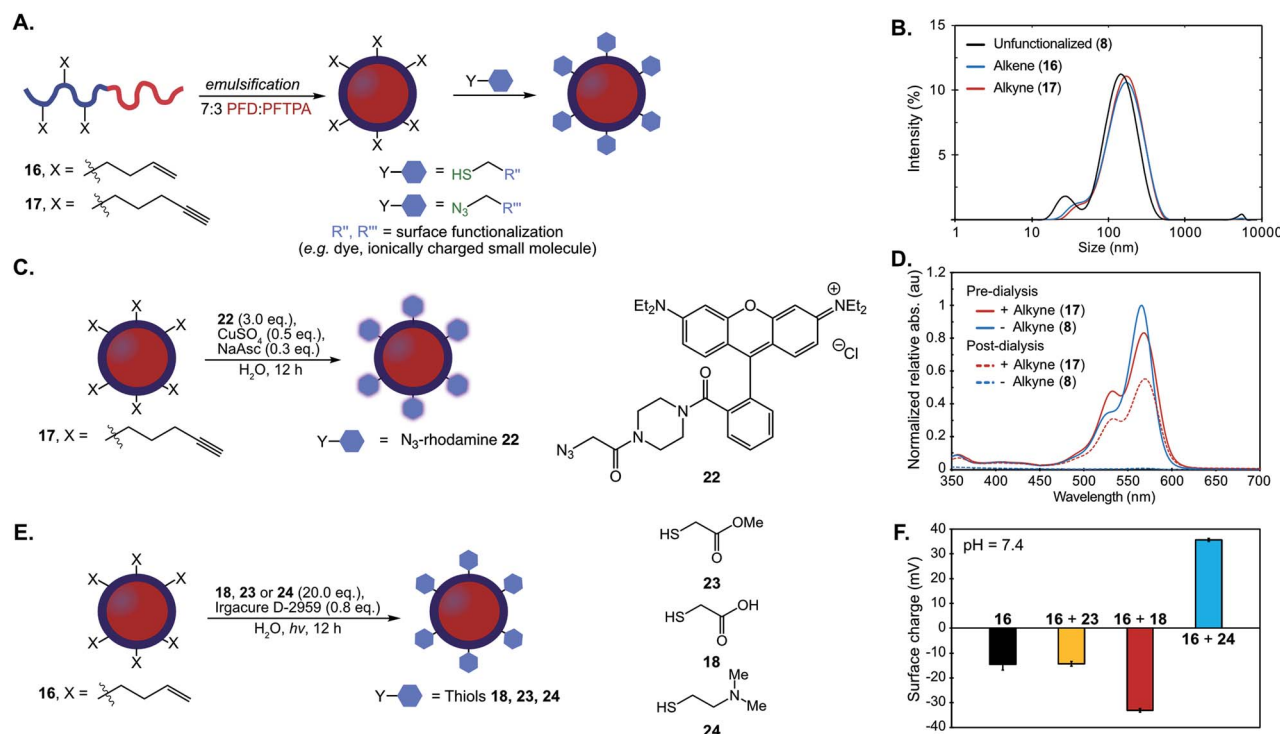 A.
X
X
X
emulsification
7:3 PFD:PFTPA
X
X
X
X
X
X
Y
16, X =
17, X =
Y
= HS
R''
Y
= N3
R'''
R'', R''' = surface functionalization
(e.g. dye, ionically charged small molecule)
B.
15
10
5
Intensity (%)
Unfunctionalized (8)
Alkene (16)
Alkyne (17)
1
10
100
1000
10000
Size (nm)
C.
X
X
X
X
X
X
22 (3.0 eq.),
CuSO4 (0.5 eq.),
NaAsc (0.3 eq.)
H2O, 12 h
17, X =
Y
= N3-rhodamine 22
Et2N
O
⊕
NEt2
⊖Cl
O
N
N
N3
O
22
D.
1.2
1
0.8
0.6
0.4
0.2
0
Normalized relative abs. (au)
Pre-dialysis
+ Alkyne (17)
- Alkyne (8)
Post-dialysis
+ Alkyne (17)
- Alkyne (8)
350
400
450
500
550
600
650
700
Wavelength (nm)
E.
X
X
X
X
X
X
18, 23 or 24 (20.0 eq.),
Irgacure D-2959 (0.8 eq.)
H2O, hv, 12 h
16, X =
Y
= Thiols 18, 23, 24
HS
OMe
O
23
HS
OH
O
18
HS
N
Me
Me
24
F.
40
30
20
10
0
-10
-20
-30
-40
Surface charge (mV)
pH = 7.4
16
16 + 23
16 + 18
16 + 24